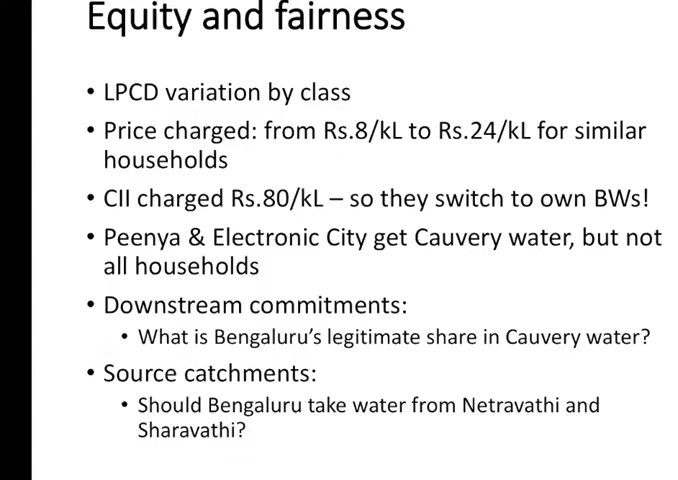 Equity and fairness
• LPCD variation by class
• Price charged: from Rs.8/kL to Rs.24/kL for similar
households
• CII charged Rs.80/kL – so they switch to own BWs!
• Peenya & Electronic City get Cauvery water, but not
all households
• Downstream commitments:
• What is Bengaluru's legitimate share in Cauvery water?
• Source catchments:
• Should Bengaluru take water from Netravathi and
Sharavathi?